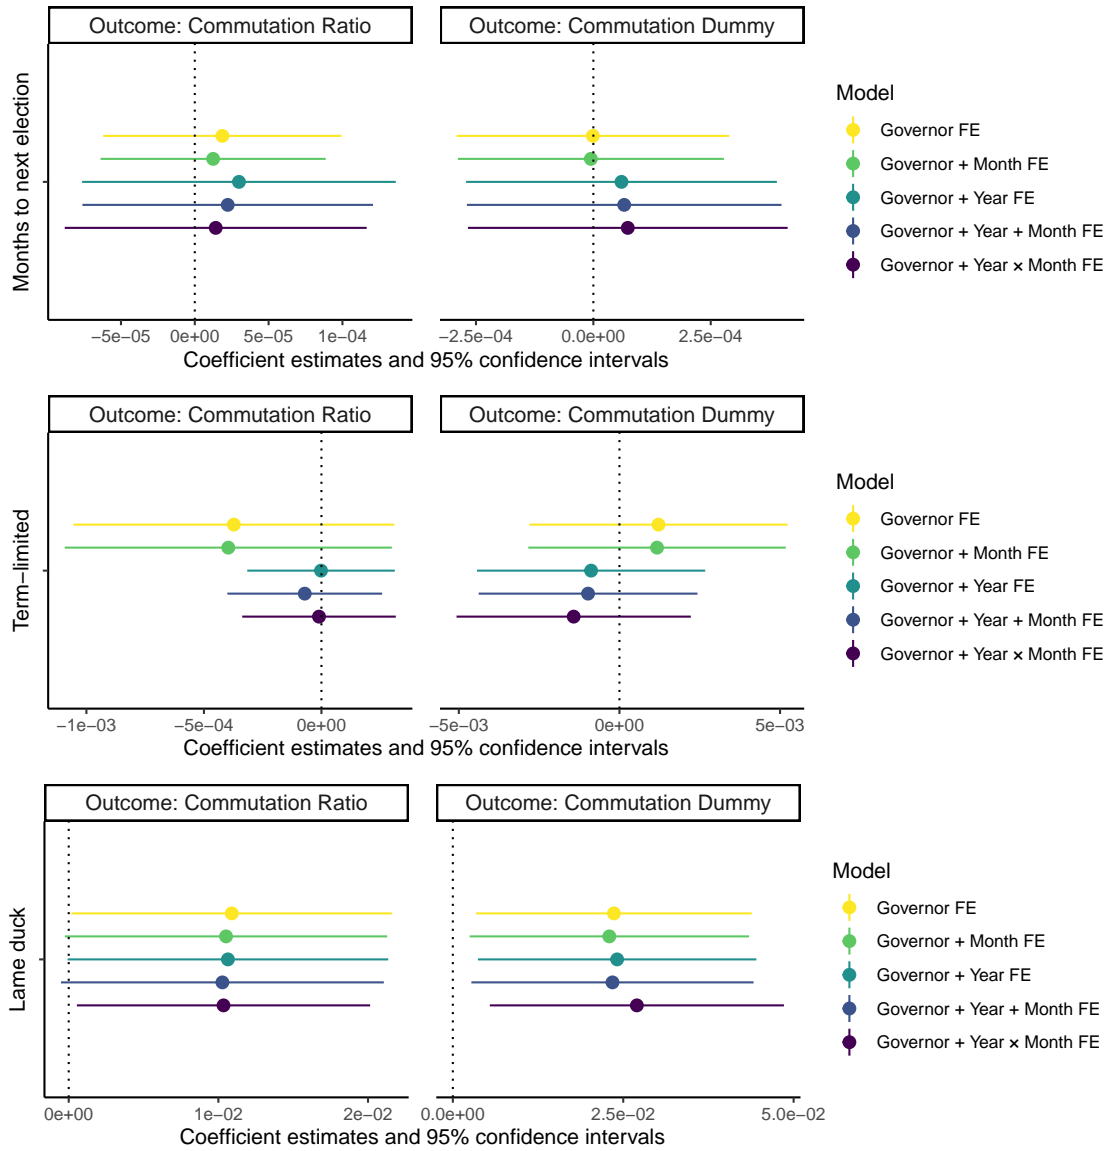 Outcome: Commutation Ratio
Outcome: Commutation Dummy
Months to next election
−5e−05 0e+00 5e−05 1e−04
−2.5e−04 0.0e+00 2.5e−04
Coefficient estimates and 95% confidence intervals
Model
Governor FE
Governor + Month FE
Governor + Year FE
Governor + Year + Month FE
Governor + Year × Month FE
Outcome: Commutation Ratio
Outcome: Commutation Dummy
Term−limited
−1e−03 −5e−04 0e+00
−5e−03 0e+00 5e−03
Coefficient estimates and 95% confidence intervals
Model
Governor FE
Governor + Month FE
Governor + Year FE
Governor + Year + Month FE
Governor + Year × Month FE
Outcome: Commutation Ratio
Outcome: Commutation Dummy
Lame duck
0e+00 1e−02 2e−02
0.0e+00 2.5e−02 5.0e−02
Coefficient estimates and 95% confidence intervals
Model
Governor FE
Governor + Month FE
Governor + Year FE
Governor + Year + Month FE
Governor + Year × Month FE